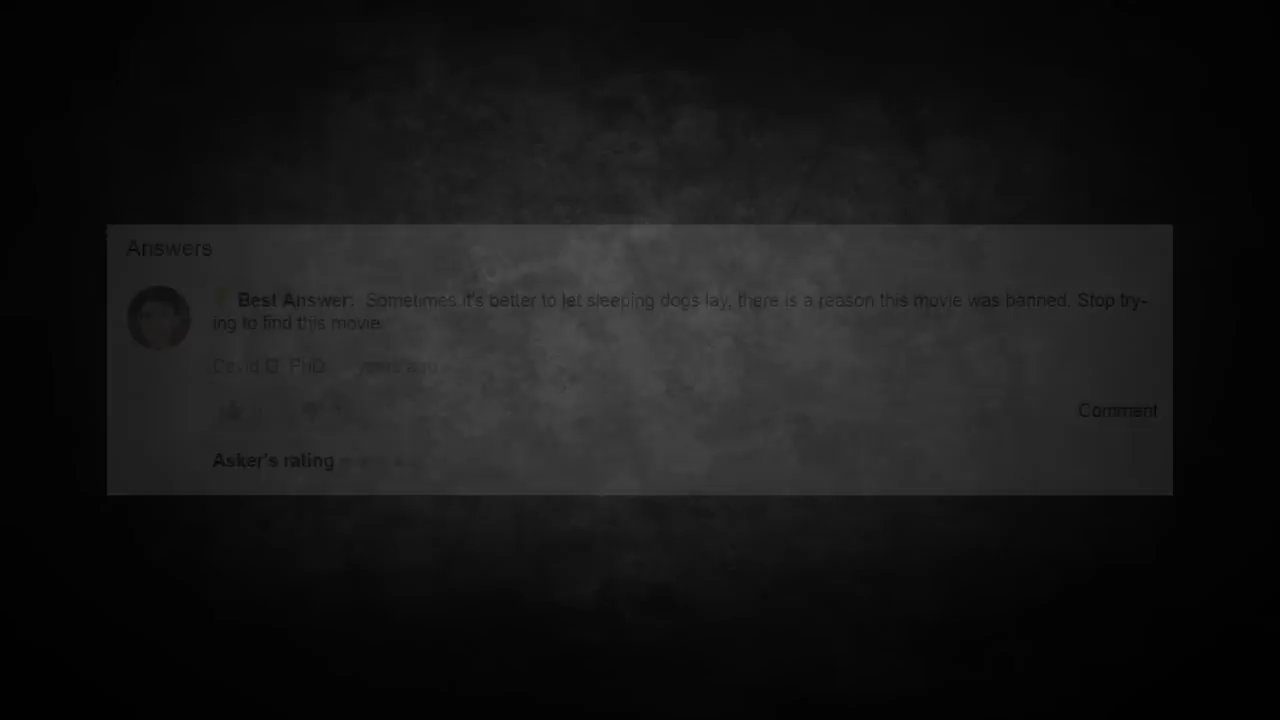 Answers
Best Answer: Sometimes it's better to let sleeping dogs lay, there is a reason this movie was banned. Stop try-
ing to find this movie.
David
Comment
Asker's rating